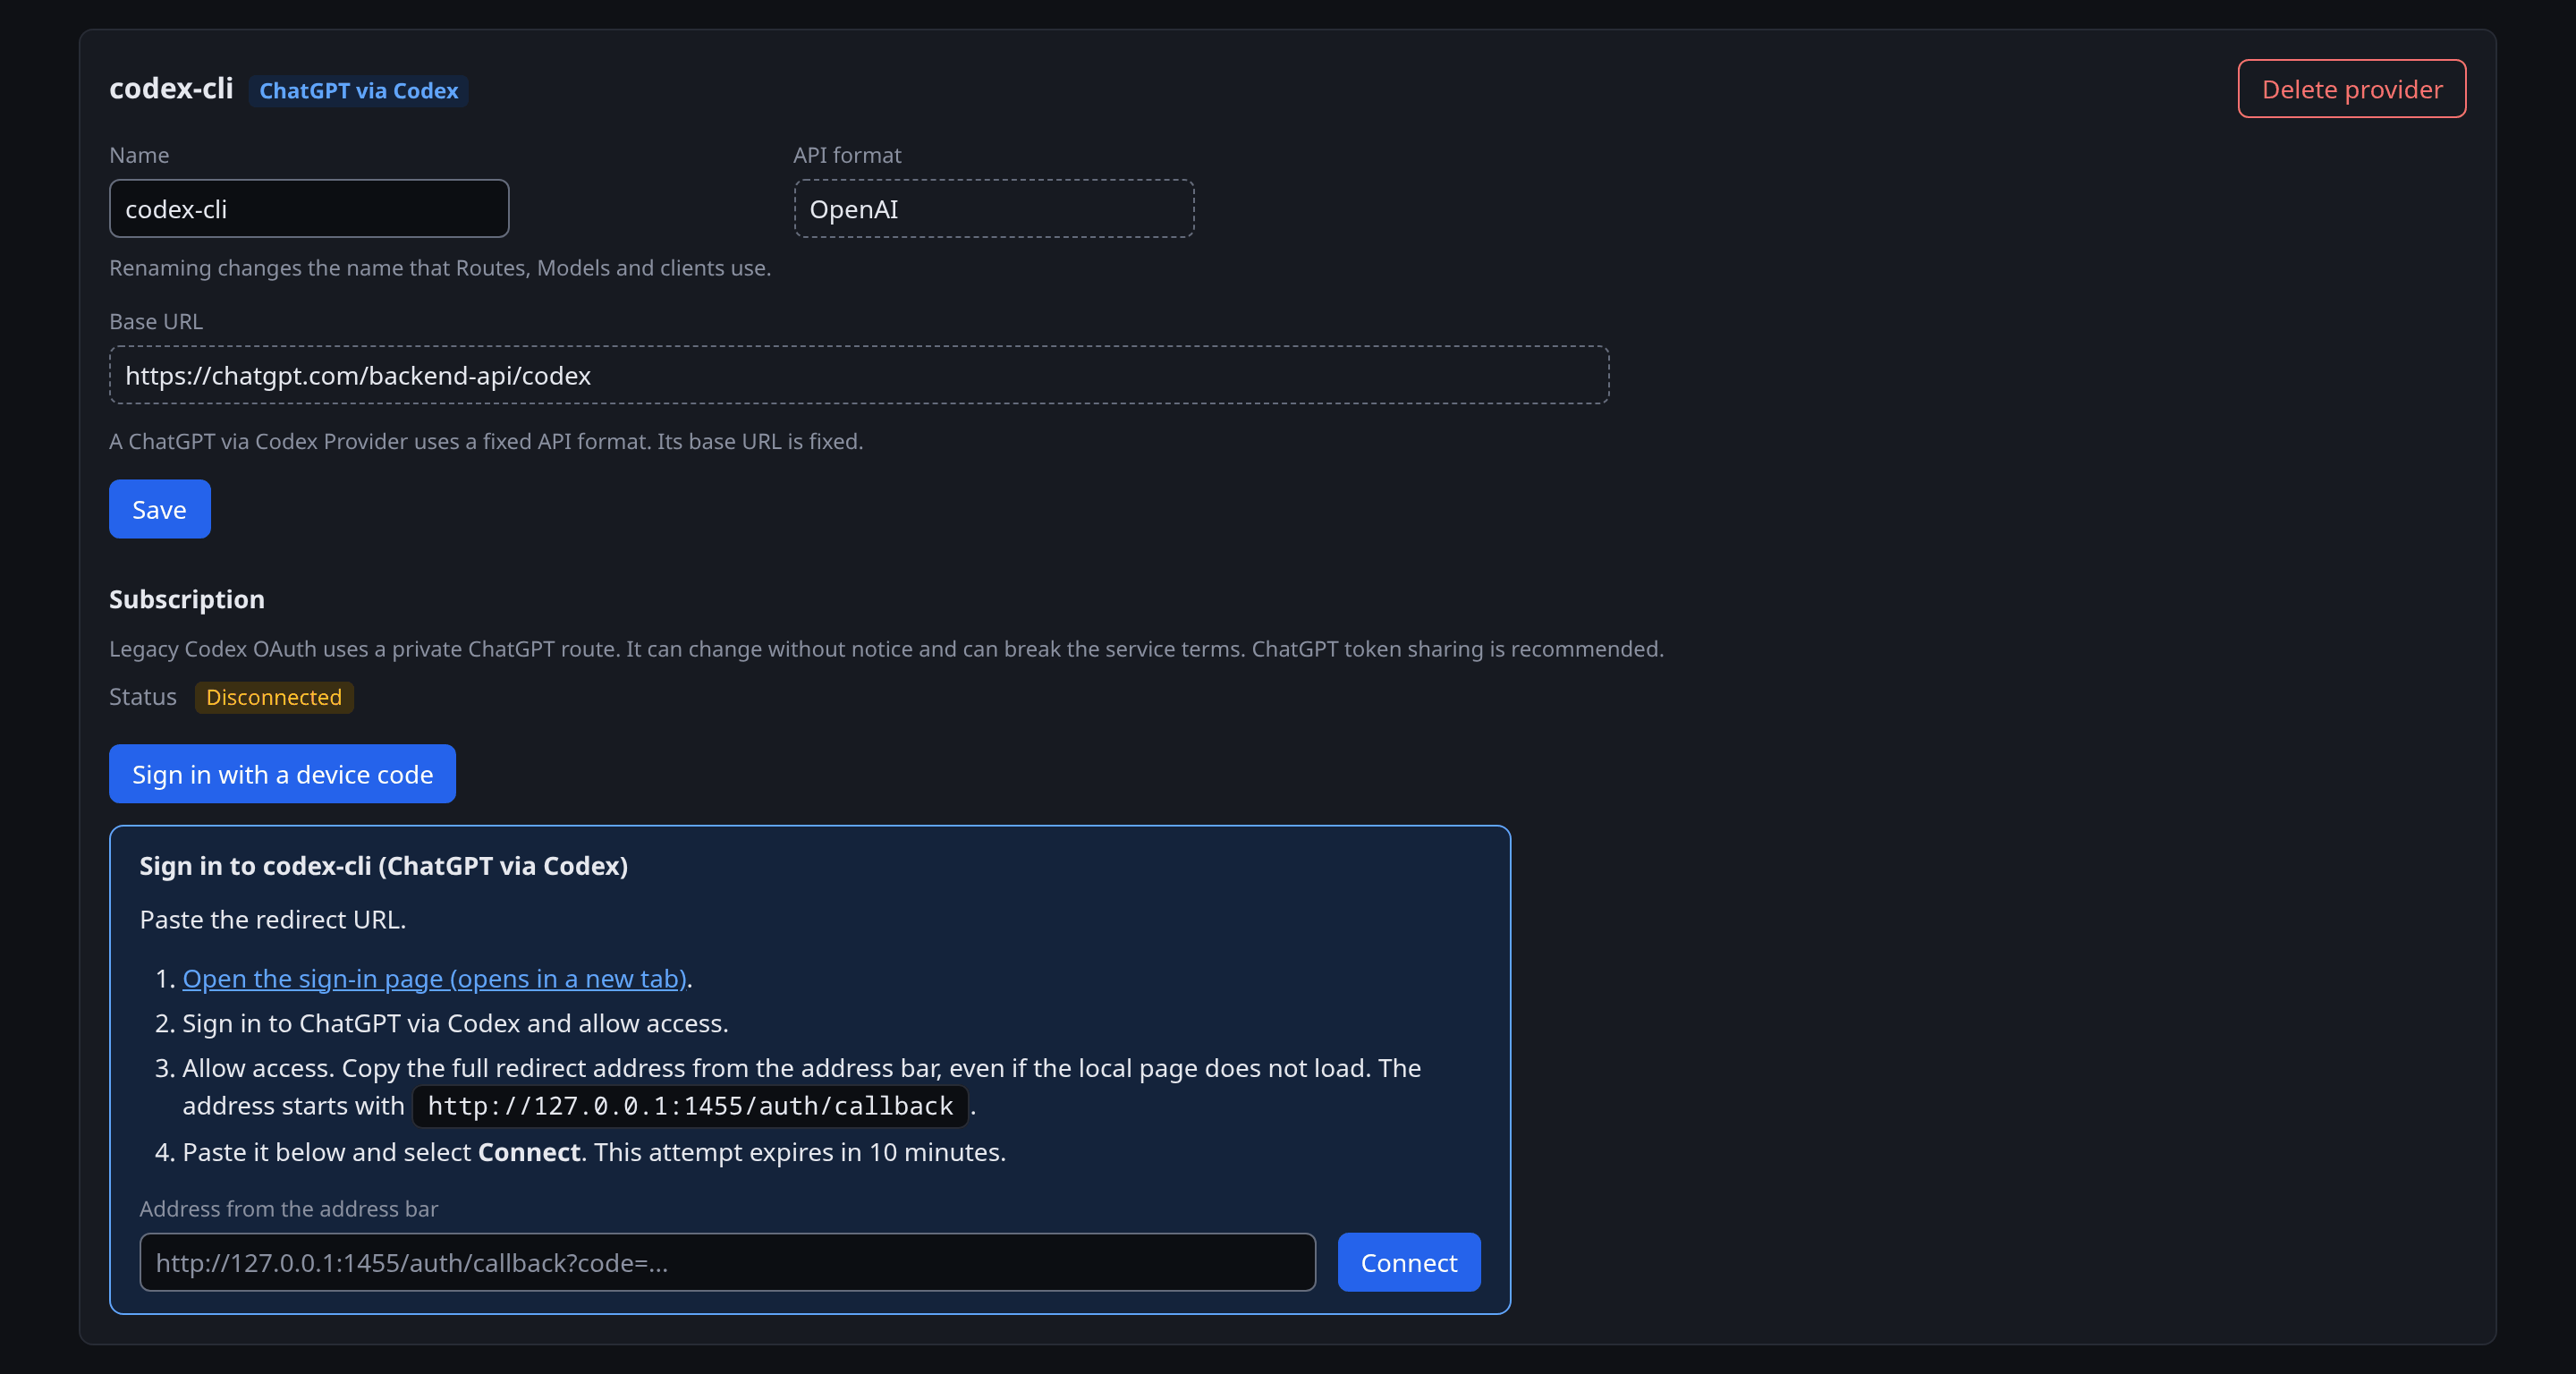 codex-cli ChatGPT via Codex
Delete provider
Name
API format
codex-cli
OpenAI
Renaming changes the name that Routes, Models and clients use.
Base URL
https://chatgpt.com/backend-api/codex
A ChatGPT via Codex Provider uses a fixed API format. Its base URL is fixed.
Save
Subscription
Legacy Codex OAuth uses a private ChatGPT route. It can change without notice and can break the service terms. ChatGPT token sharing is recommended.
Status Disconnected
Sign in with a device code
Sign in to codex-cli (ChatGPT via Codex)
Paste the redirect URL.
1. Open the sign-in page (opens in a new tab).
2. Sign in to ChatGPT via Codex and allow access.
3. Allow access. Copy the full redirect address from the address bar, even if the local page does not load. The
address starts with http://127.0.0.1:1455/auth/callback .
4. Paste it below and select Connect. This attempt expires in 10 minutes.
Address from the address bar
http://127.0.0.1:1455/auth/callback?code=...
Connect